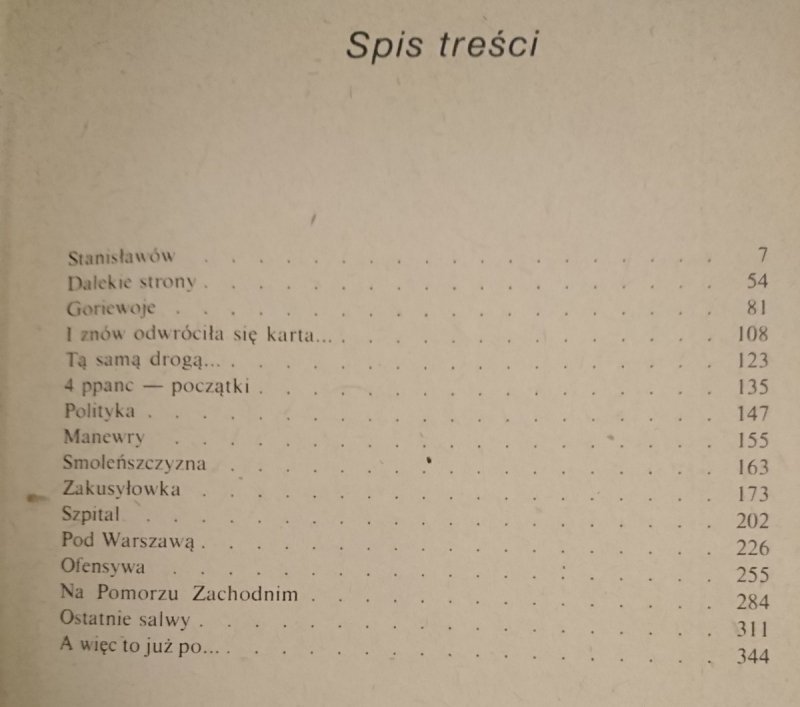 Spis treści
Stanisławów . . . . . . . . . . . . . . . . . . . 7
Dalekie strony . . . . . . . . . . . . . . . . . . . 54
Goriewoje . . . . . . . . . . . . . . . . . . . . 81
I znów odwróciła się karta... . . . . . . . . . . . . . . 108
Tą samą drogą... . . . . . . . . . . . . . . . . . . 123
4 ppanc — początki . . . . . . . . . . . . . . . . . 135
Polityka . . . . . . . . . . . . . . . . . . . . . 147
Manewry . . . . . . . . . . . . . . . . . . . . 155
Smoleńszczyzna . . . . . . . . . . . . . . . . . . 163
Zakusyłowka . . . . . . . . . . . . . . . . . . . 173
Szpital . . . . . . . . . . . . . . . . . . . . . 202
Pod Warszawą . . . . . . . . . . . . . . . . . . . 226
Ofensywa . . . . . . . . . . . . . . . . . . . . 255
Na Pomorzu Zachodnim . . . . . . . . . . . . . . . 284
Ostatnie salwy . . . . . . . . . . . . . . . . . . . 311
A więc to już po... . . . . . . . . . . . . . . . . . . 344